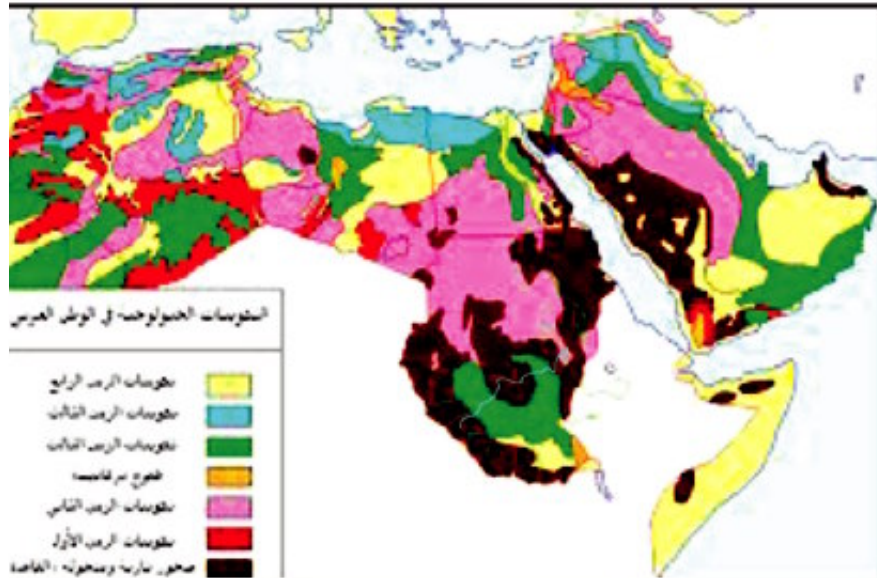 التكوينات الجيولوجية في الوطن العربي
تكوينات الزمن الرابع
تكوينات الزمن الثالث
تكوينات الزمن الثالث
طفوح بركانية
تكوينات الزمن الثاني
تكوينات الزمن الأول
صخور نارية ومتحولة : القاعدة